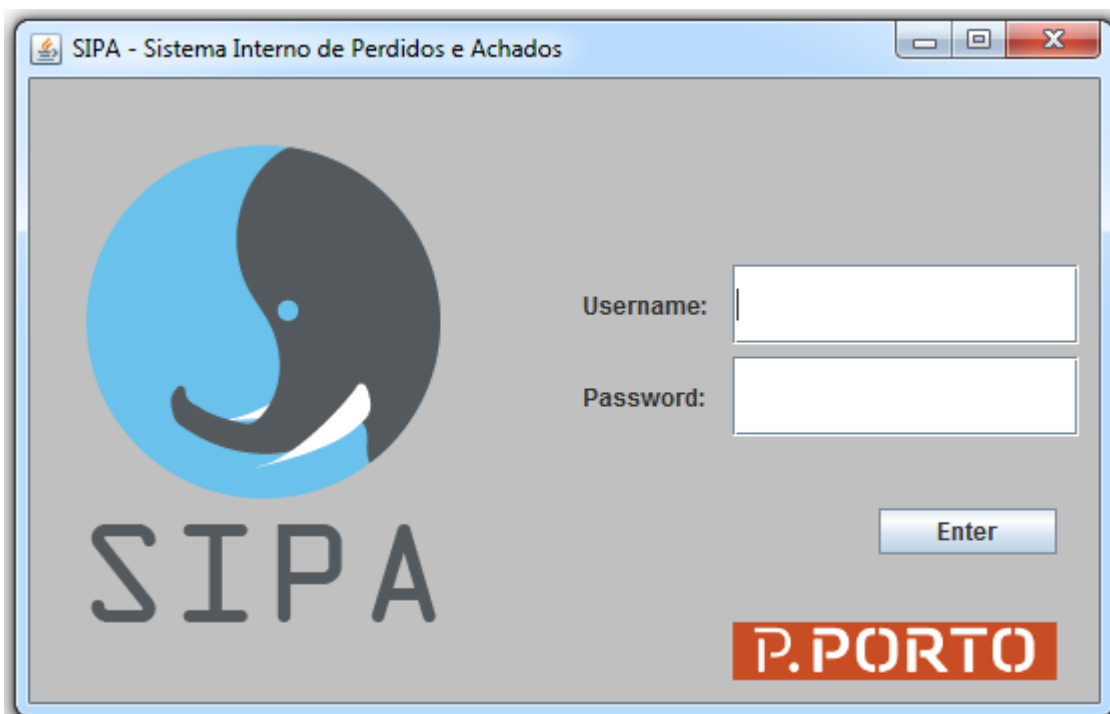 SIPA - Sistema Interno de Perdidos e Achados
Username:
Password:
Enter
SIPA
P.PORTO